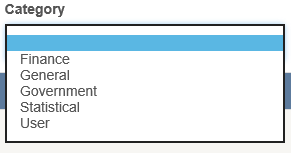 Category
Finance
General
Government
Statistical
User